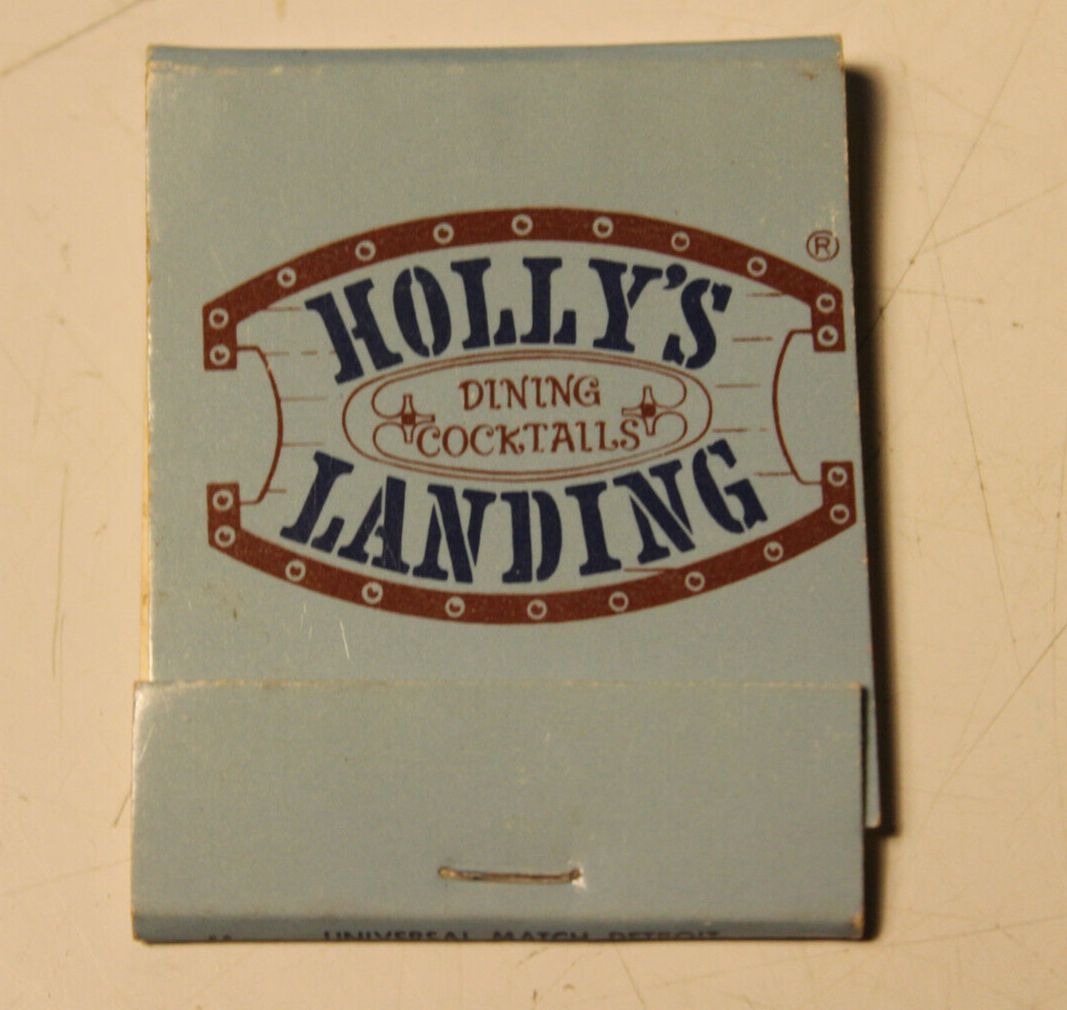 HOLLY'S ®
DINING
COCKTAILS
LANDING
UNIVERSAL MATCH DETROIT